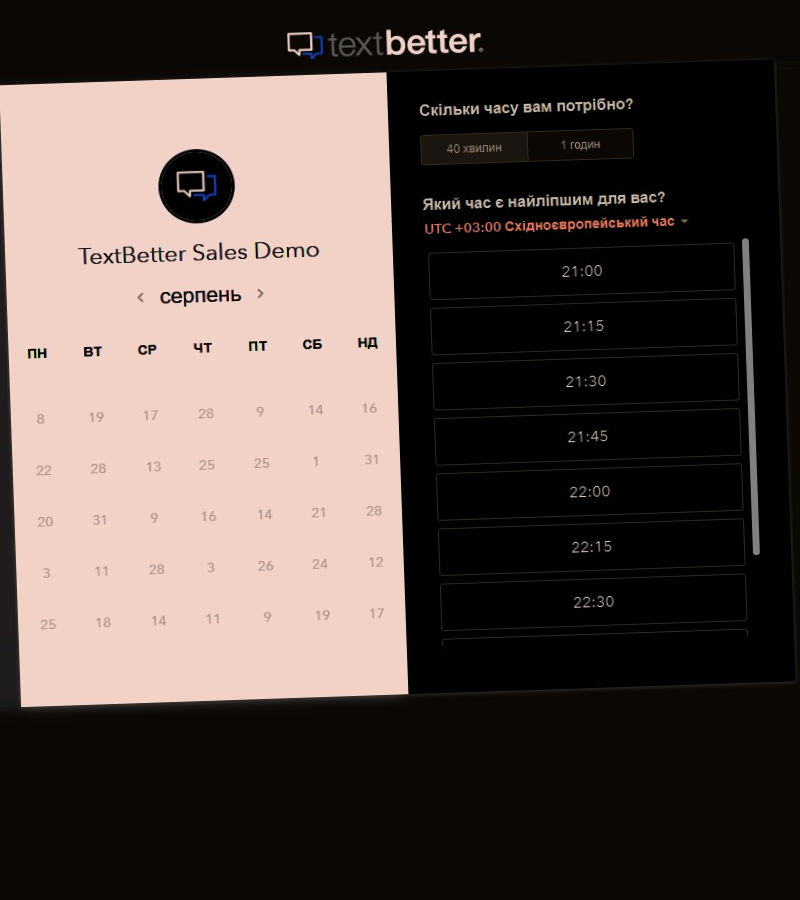 textbetter.
TextBetter Sales Demo
серпень
ПН ВТ СР ЧТ ПТ СБ НД
8 19 17 28 9 14 16
22 28 13 25 25 1 31
20 31 9 16 14 21 28
3 11 28 3 26 24 12
25 18 14 11 9 19 17
Скільки часу вам потрібно?
40 хвилин 1 годин
Який час є найліпшим для вас?
UTC +03:00 Східноєвропейський час
21:00
21:15
21:30
21:45
22:00
22:15
22:30